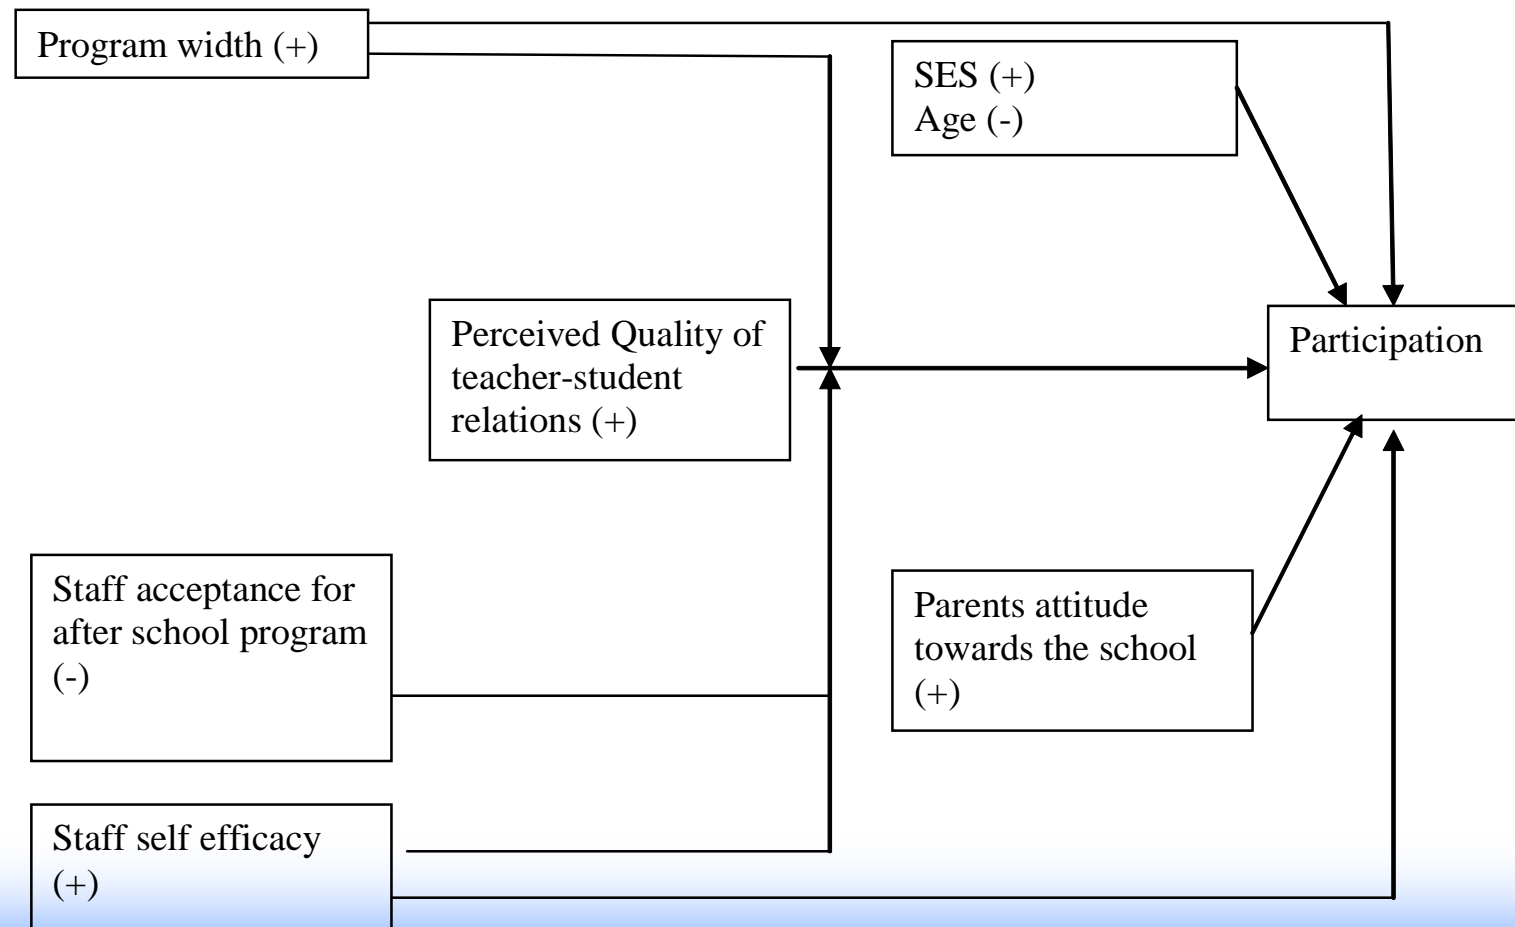 Program width (+)
SES (+)
Age (-)
Perceived Quality of
teacher-student
relations (+)
Participation
Staff acceptance for
after school program
(-)
Parents attitude
towards the school
(+)
Staff self efficacy
(+)